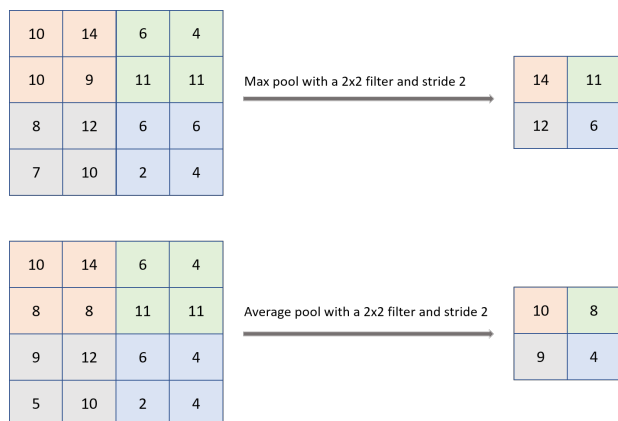 10 14 6 4
10 9 11 11
8 12 6 6
7 10 2 4
Max pool with a 2x2 filter and stride 2
14 11
12 6
10 14 6 4
8 8 11 11
9 12 6 4
5 10 2 4
Average pool with a 2x2 filter and stride 2
10 8
9 4